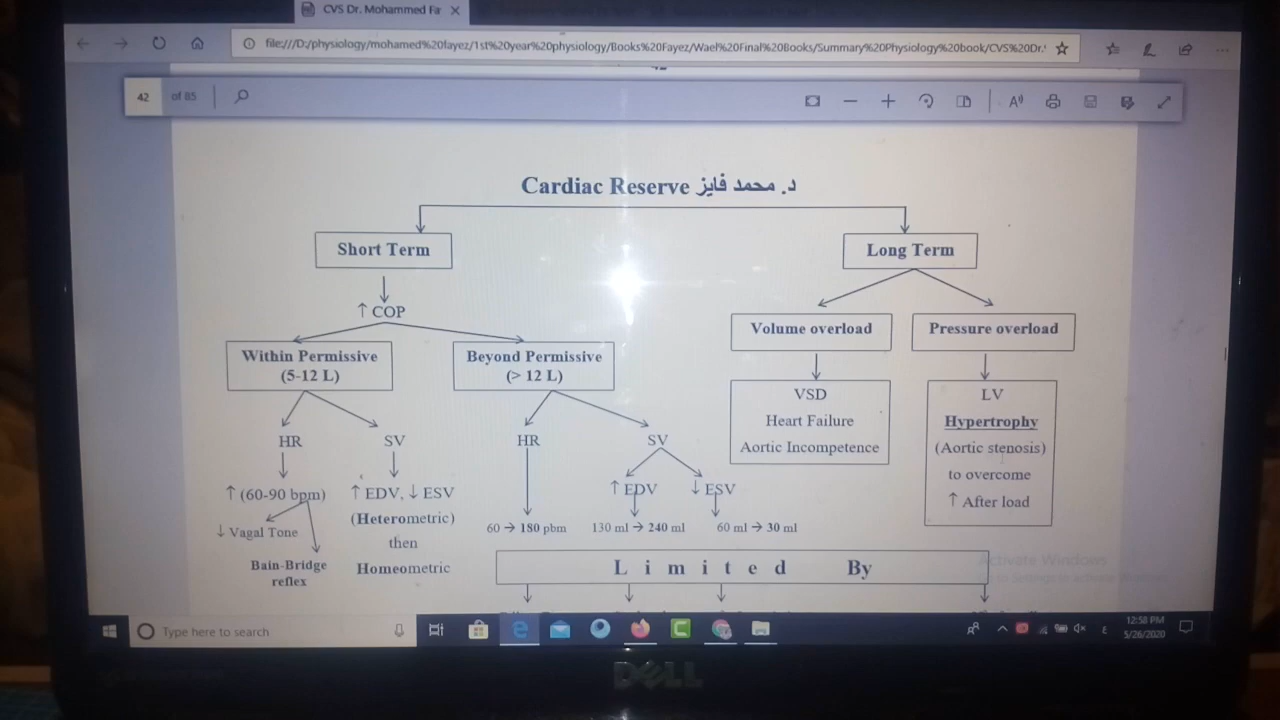 CVS Dr. Mohammed Fa
file:///D:/physiology/mohamed%20fayez/1st%20year%20physiology/Books%20Fayez/Wael%20Final%20Books/Summary%20Physiology%20book/CVS%20Dr.
42 of 85
Cardiac Reserve د. محمد فايز
Short Term
Long Term
↑ COP
Volume overload
Pressure overload
Within Permissive
(5-12 L)
Beyond Permissive
(> 12 L)
VSD
Heart Failure
Aortic Incompetence
LV
Hypertrophy
(Aortic stenosis)
to overcome
↑ After load
HR
SV
HR
SV
↑ (60-90 bpm)
↑ EDV, ↓ ESV
(Heterometric)
then
Homeometric
↑ EDV
↓ ESV
↓ Vagal Tone
Bain-Bridge
reflex
60 → 180 pbm
130 ml → 240 ml
60 ml → 30 ml
Limited By
Activate Windows
Type here to search
12:58 PM
5/26/2020
DELL